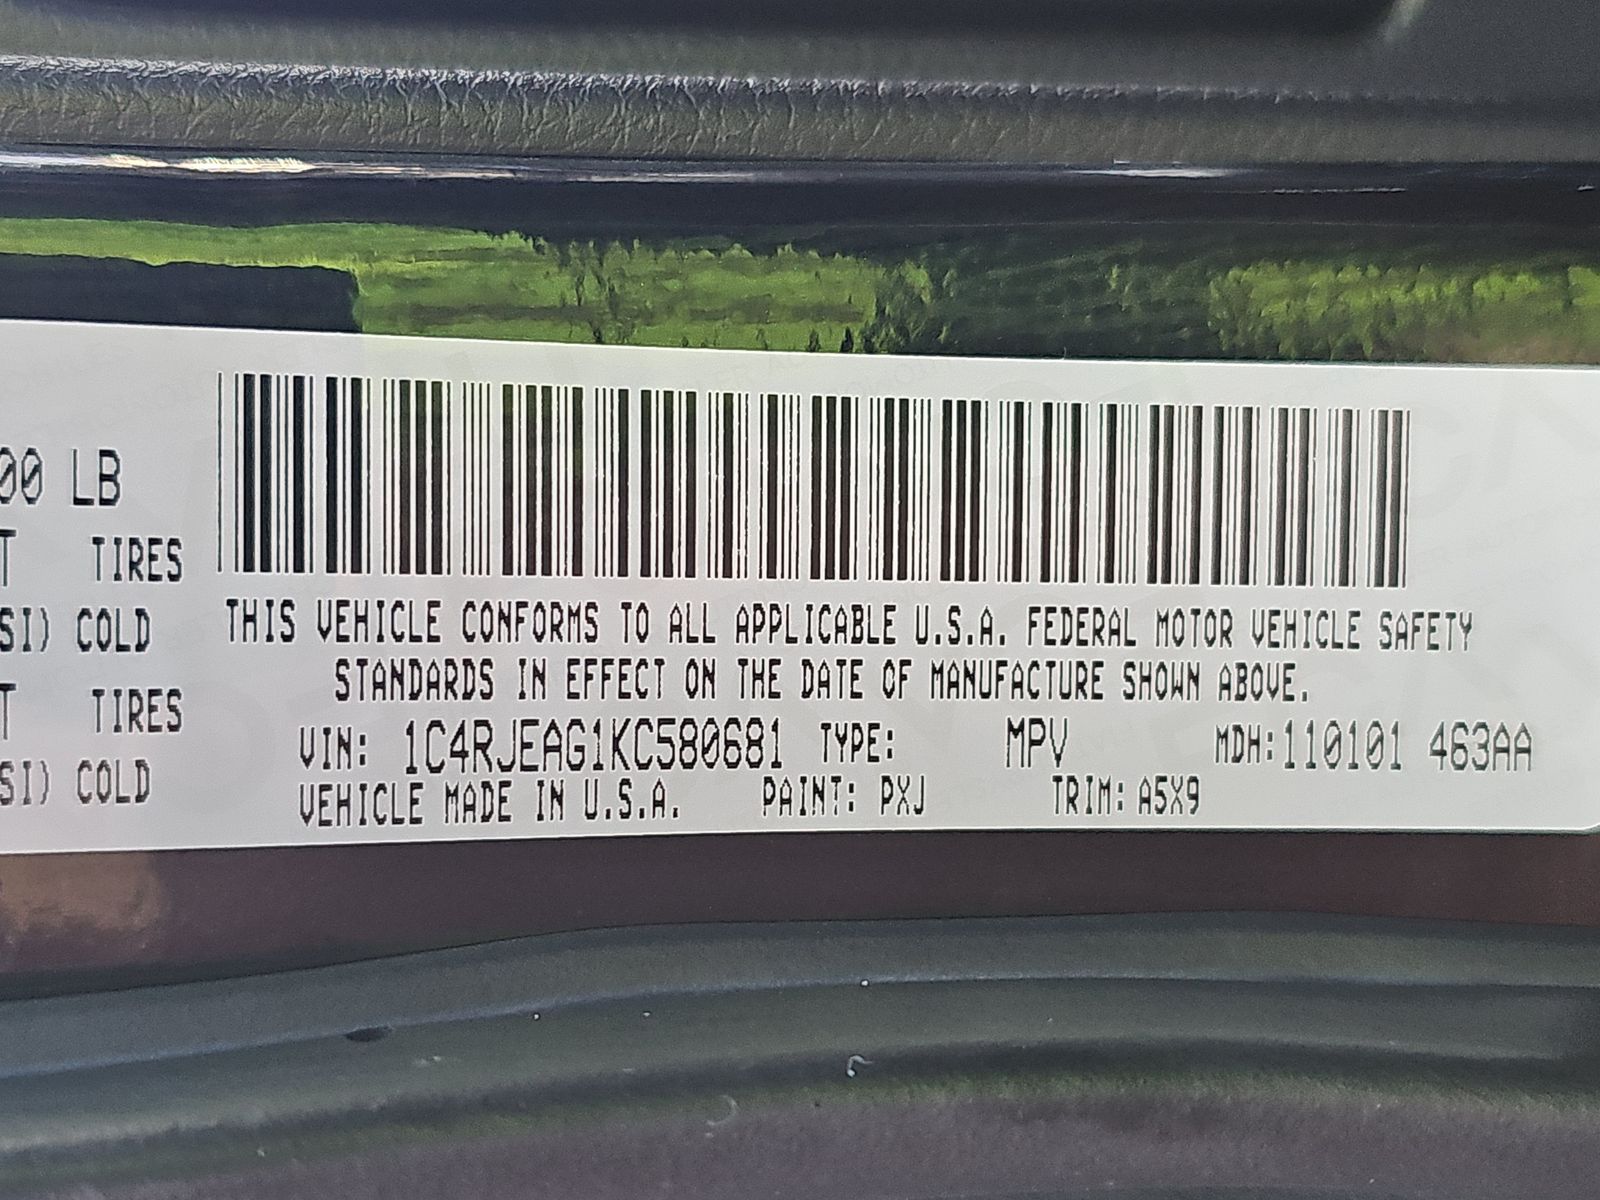 00 LB
T TIRES
SI) COLD
T TIRES
SI) COLD
THIS VEHICLE CONFORMS TO ALL APPLICABLE U.S.A. FEDERAL MOTOR VEHICLE SAFETY
STANDARDS IN EFFECT ON THE DATE OF MANUFACTURE SHOWN ABOVE.
VIN: 1C4RJEAG1KC580681 TYPE: MPV MDH:110101 463AA
VEHICLE MADE IN U.S.A. PAINT: PXJ TRIM: A5X9